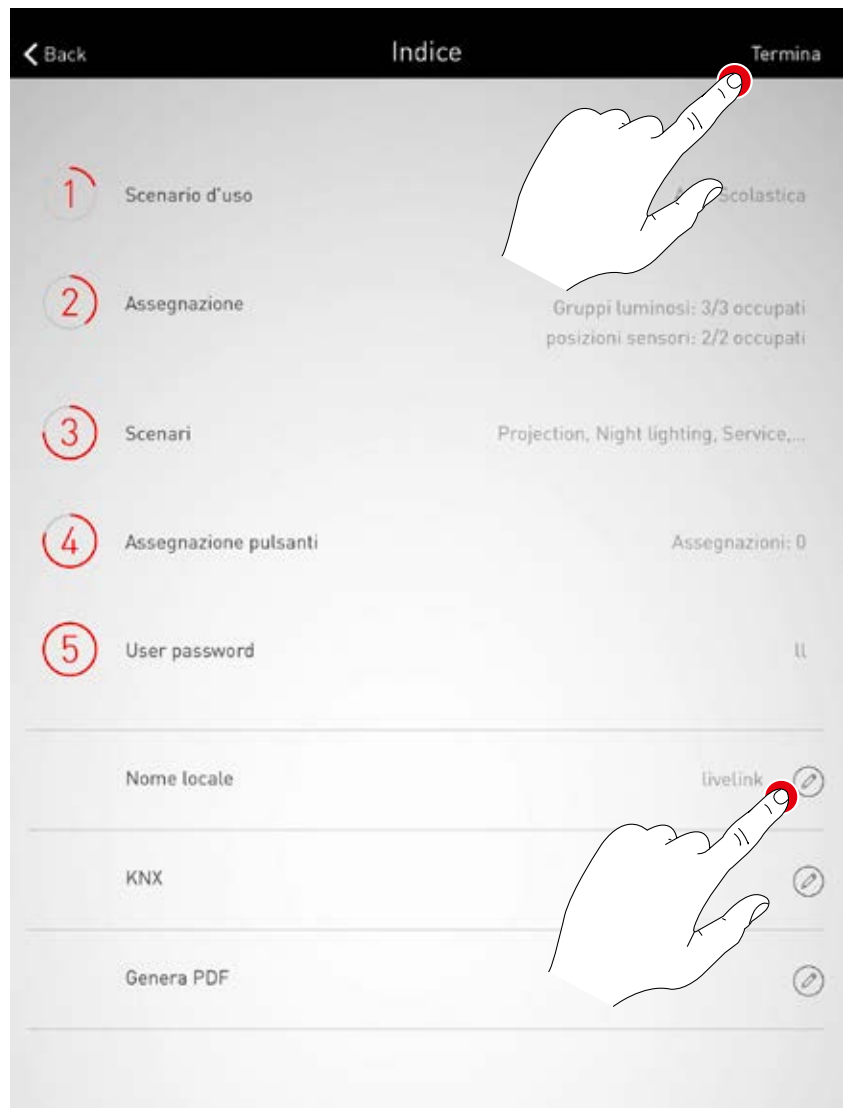 Back
Indice
Termina
1
Scenario d'uso
Scolastica
2
Assegnazione
Gruppi luminosi: 3/3 occupati
posizioni sensori: 2/2 occupati
3
Scenari
Projection, Night lighting, Service,...
4
Assegnazione pulsanti
Assegnazioni: 0
5
User password
ll
Nome locale
livelink
KNX
Genera PDF